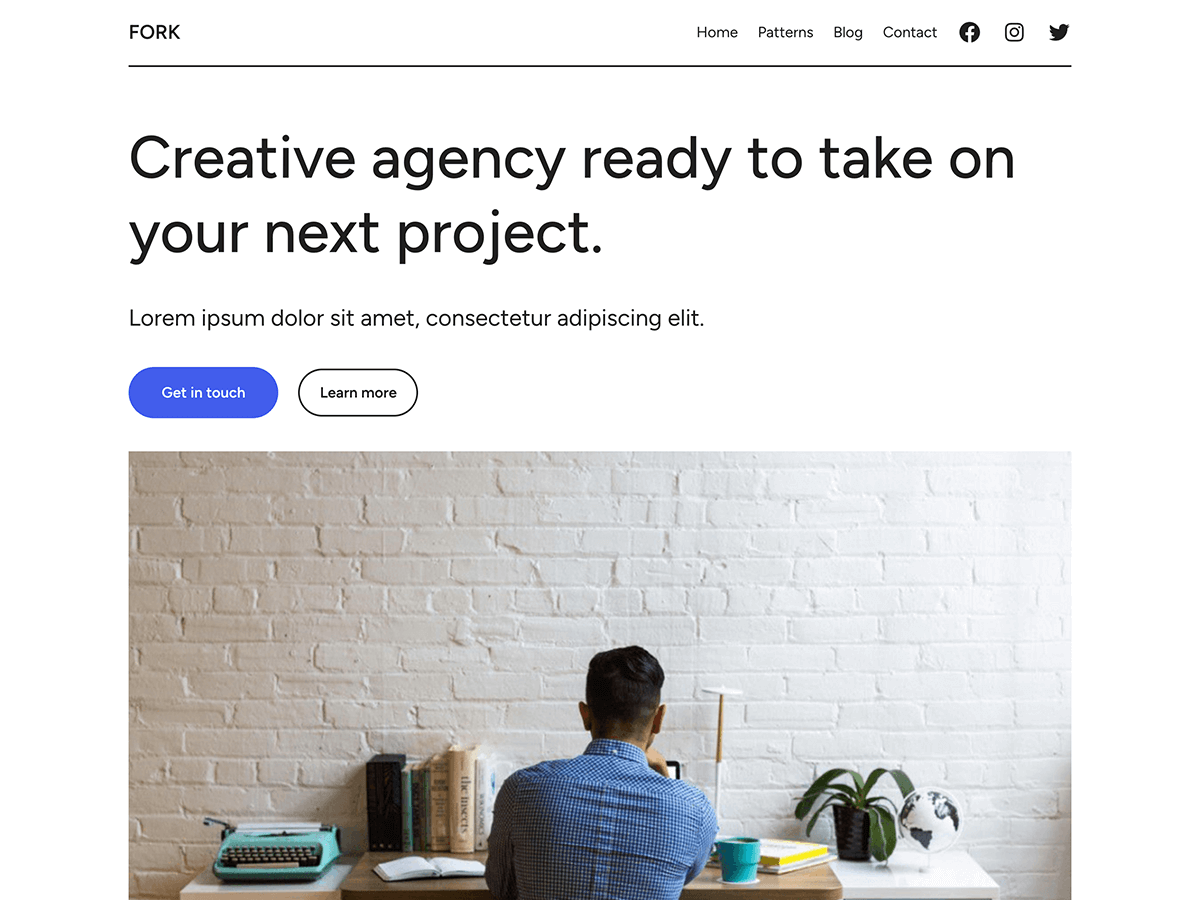 FORK
Home Patterns Blog Contact
Creative agency ready to take on
your next project.
Lorem ipsum dolor sit amet, consectetur adipiscing elit.
Get in touch Learn more
the insects